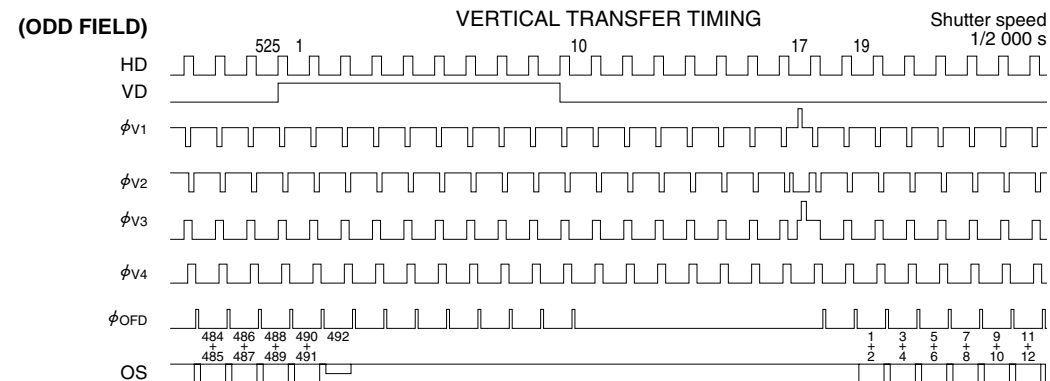 (ODD FIELD)
VERTICAL TRANSFER TIMING
Shutter speed
1/2 000 s
525 1 10 17 19
HD
VD
ϕV1
ϕV2
ϕV3
ϕV4
ϕOFD
484 486 488 490 492 1 3 5 7 9 11
+ + + + + + + + + +
485 487 489 491 2 4 6 8 10 12
OS